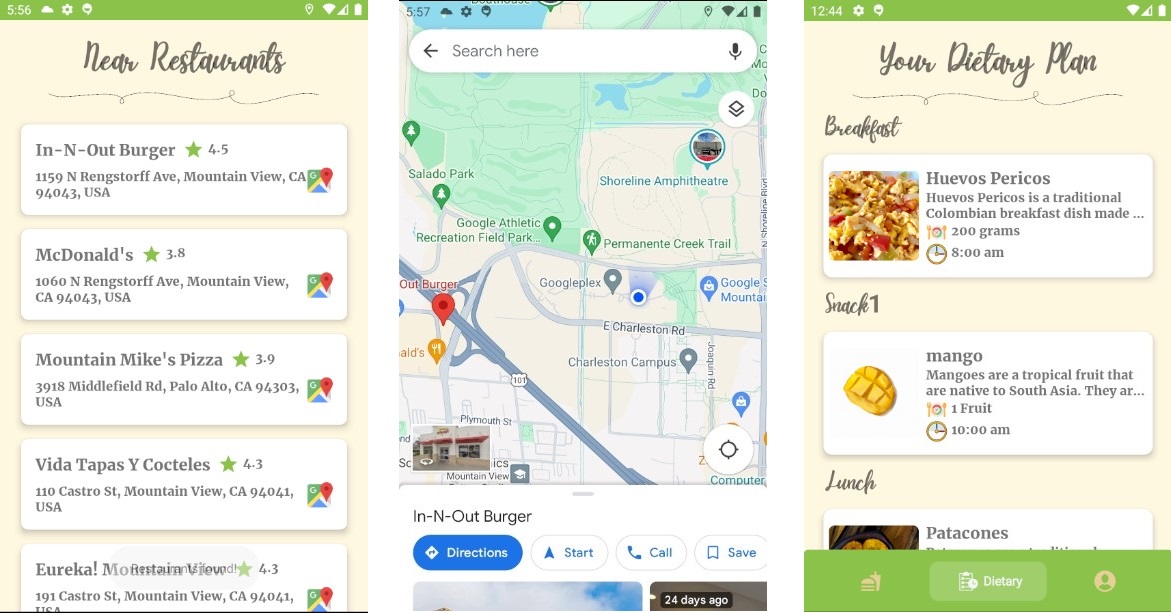 5:56
Near Restaurants
In-N-Out Burger 4.5
1159 N Rengstorff Ave, Mountain View, CA
94043, USA
McDonald's 3.8
1060 N Rengstorff Ave, Mountain View,
CA 94043, USA
Mountain Mike's Pizza 3.9
3918 Middlefield Rd, Palo Alto, CA 94303,
USA
Vida Tapas Y Cocteles 4.3
110 Castro St, Mountain View, CA 94041,
USA
Eureka! Mountain View 4.3
Restaurants found!
191 Castro St, Mountain View, CA 94041,
USA
5:57
Search here
Salado Park
Shoreline Amphitheatre
N Shoreline Blvd
Google Athletic
Recreation Field Park...
Permanente Creek Trail
Googleplex
Out Burger
Google S
Mountai
E Charleston Rd
ald's
Charleston Campus
Joaquin Rd
101
Plymouth St
Mountain View
Computer
In-N-Out Burger
Directions
Start
Call
Save
24 days ago
12:44
Your Dietary Plan
Breakfast
Huevos Pericos
Huevos Pericos is a traditional
Colombian breakfast dish made ...
200 grams
8:00 am
Snack1
mango
Mangoes are a tropical fruit that
are native to South Asia. They ar...
1 Fruit
10:00 am
Lunch
Patacones
Dietary